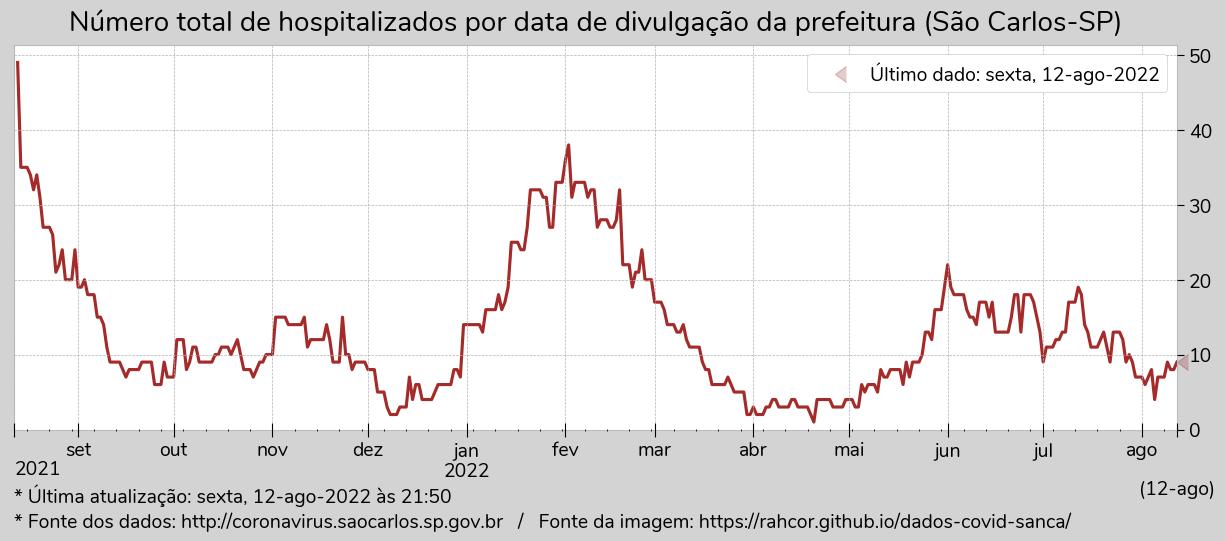 Número total de hospitalizados por data de divulgação da prefeitura (São Carlos-SP)
Último dado: sexta, 12-ago-2022
50
40
30
20
10
0
set out nov dez jan fev mar abr mai jun jul ago
2021 2022
(12-ago)
* Última atualização: sexta, 12-ago-2022 às 21:50
* Fonte dos dados: http://coronavirus.saocarlos.sp.gov.br / Fonte da imagem: https://rahcor.github.io/dados-covid-sanca/